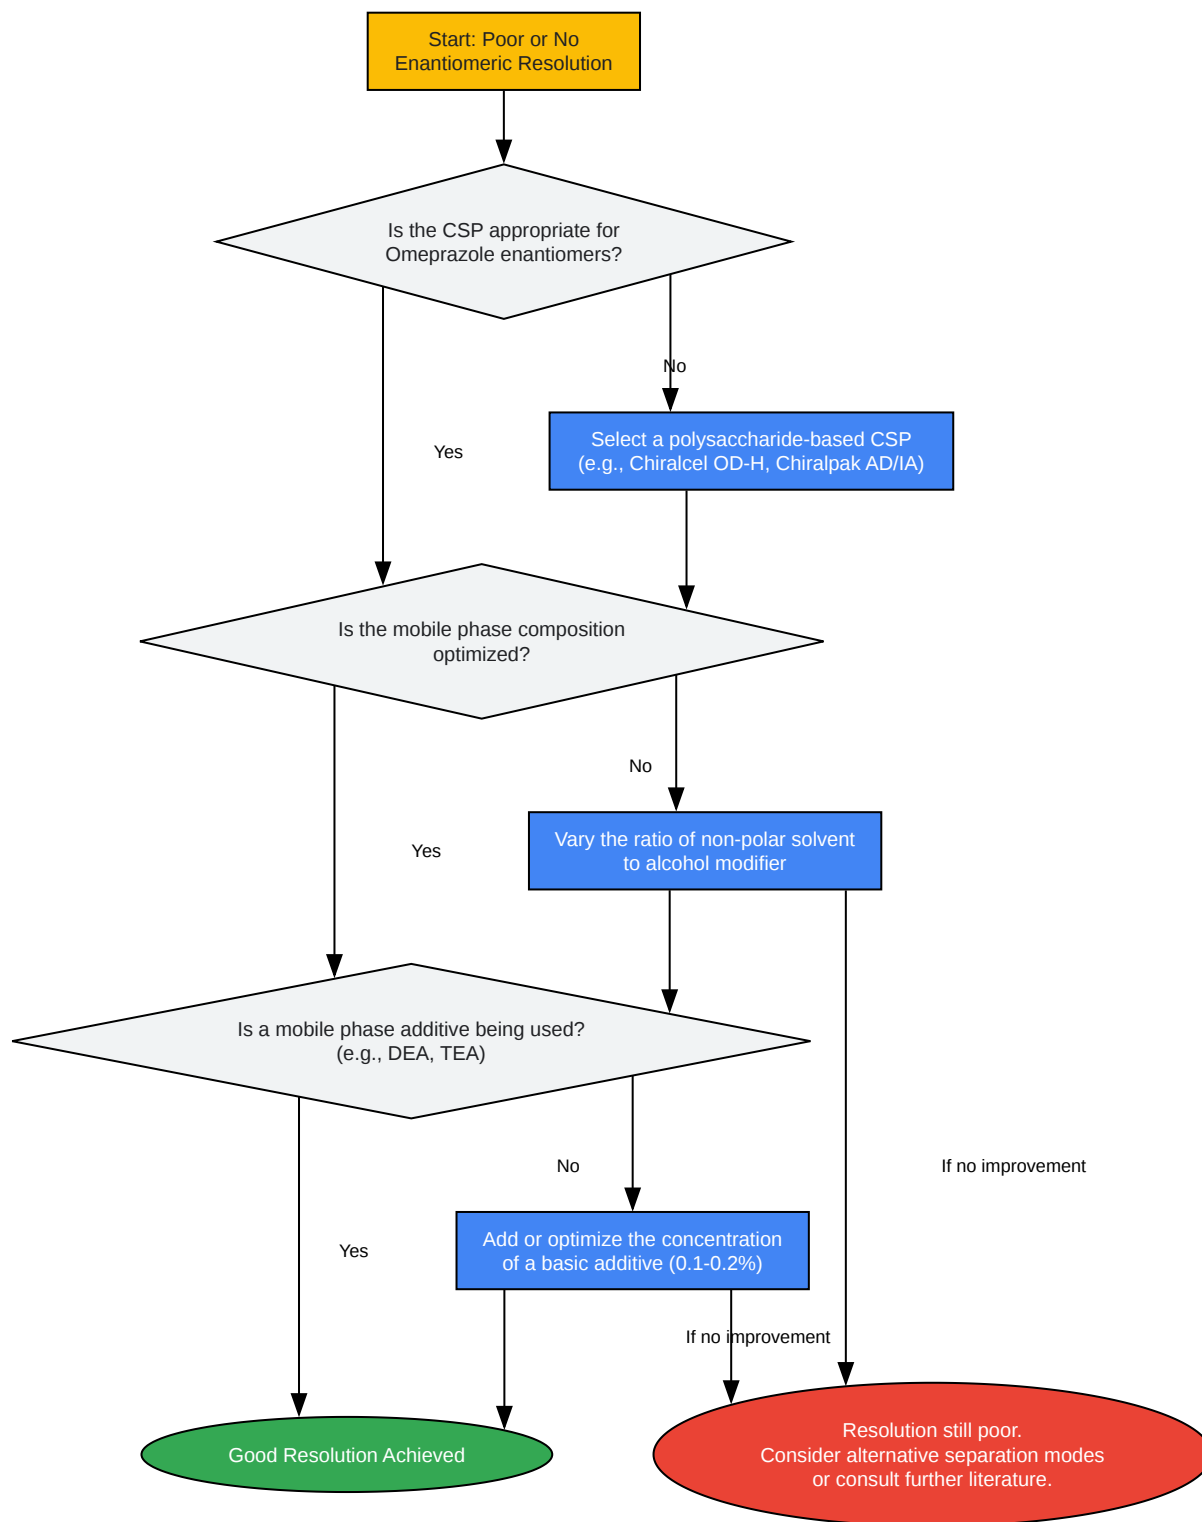 Start: Poor or No
Enantiomeric Resolution
Is the CSP appropriate for
Omeprazole enantiomers?
No
Select a polysaccharide-based CSP
(e.g., Chiralcel OD-H, Chiralpak AD/IA)
Yes
Is the mobile phase composition
optimized?
No
Vary the ratio of non-polar solvent
to alcohol modifier
Yes
Is a mobile phase additive being used?
(e.g., DEA, TEA)
No
If no improvement
Add or optimize the concentration
of a basic additive (0.1-0.2%)
Yes
If no improvement
Good Resolution Achieved
Resolution still poor.
Consider alternative separation modes
or consult further literature.